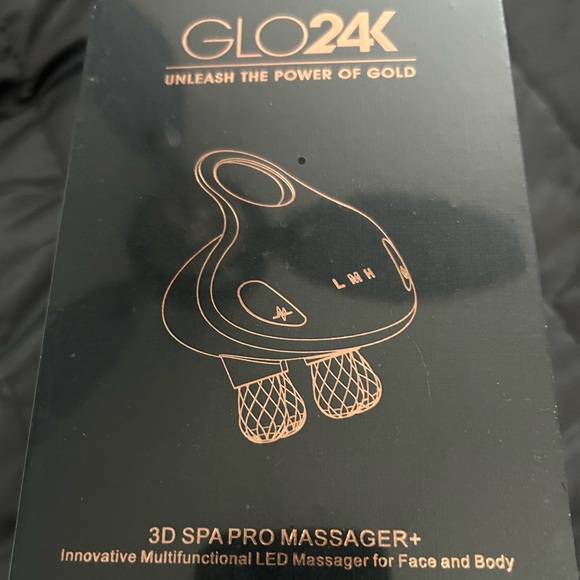 GLO24K
UNLEASH THE POWER OF GOLD
L M H
3D SPA PRO MASSAGER+
Innovative Multifunctional LED Massager for Face and Body